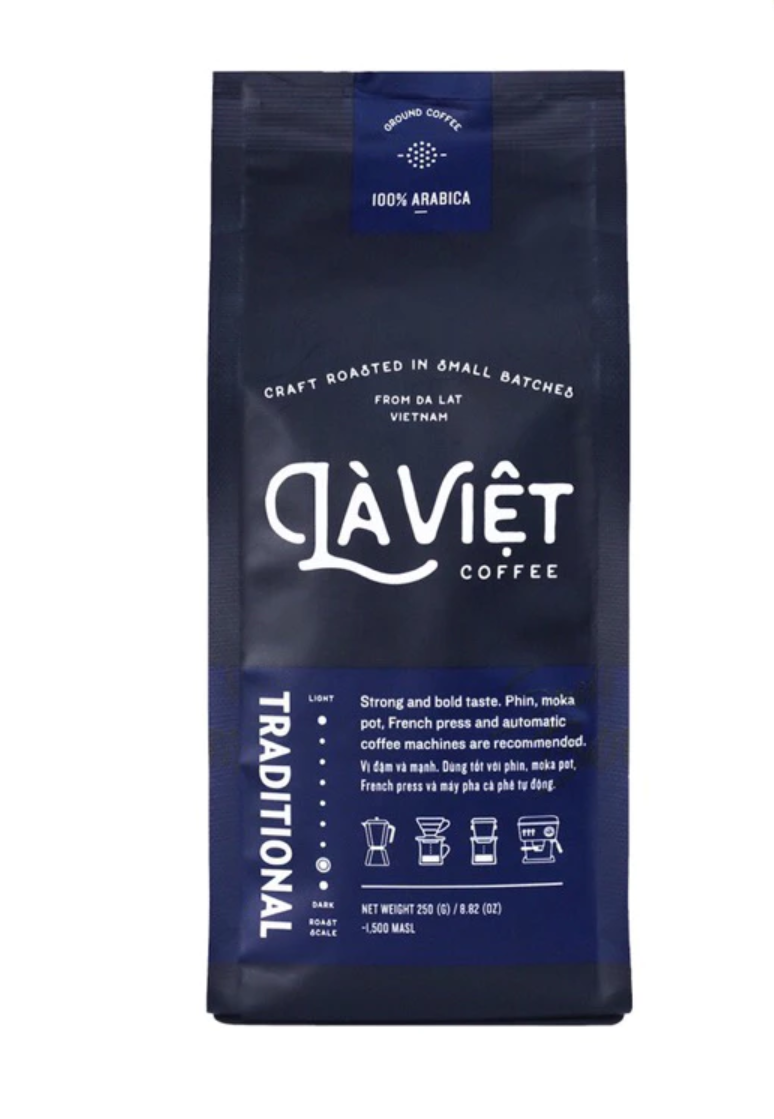 GROUND COFFEE
100% ARABICA
CRAFT ROASTED IN SMALL BATCHES
FROM DA LAT
VIETNAM
LÀ VIỆT
COFFEE
TRADITIONAL
LIGHT
DARK
ROAST
SCALE
Strong and bold taste. Phin, moka
pot, French press and automatic
coffee machines are recommended.
Vị đậm và mạnh. Dùng tốt với phin, moka pot,
French press và máy pha cà phê tự động.
NET WEIGHT 250 (G) / 8.82 (OZ)
~1,500 MASL